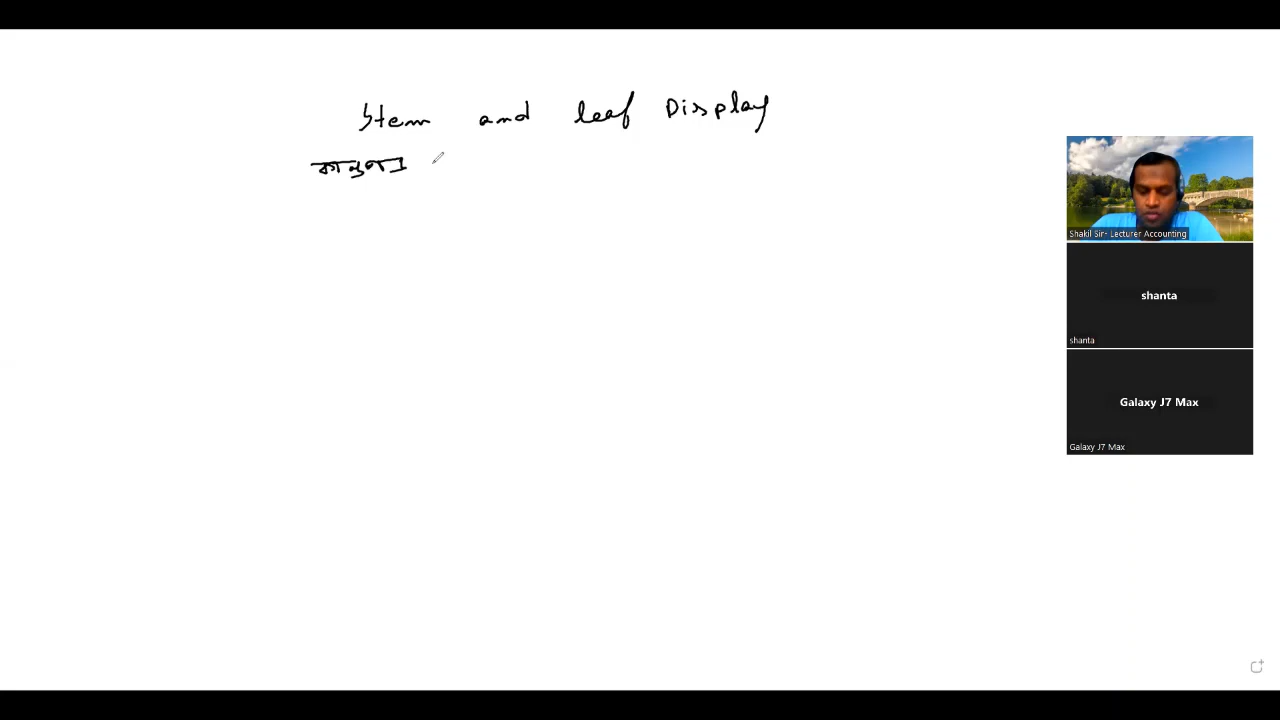 Stem and leaf Display
Shakil Sir- Lecturer Accounting
shanta
shanta
Galaxy J7 Max
Galaxy J7 Max